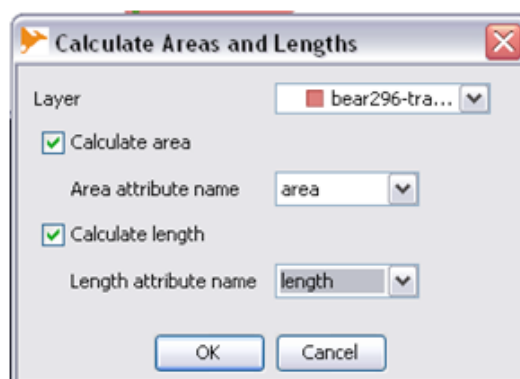 Calculate Areas and Lengths
Layer bear296-tra...
Calculate area
Area attribute name area
Calculate length
Length attribute name length
OK Cancel